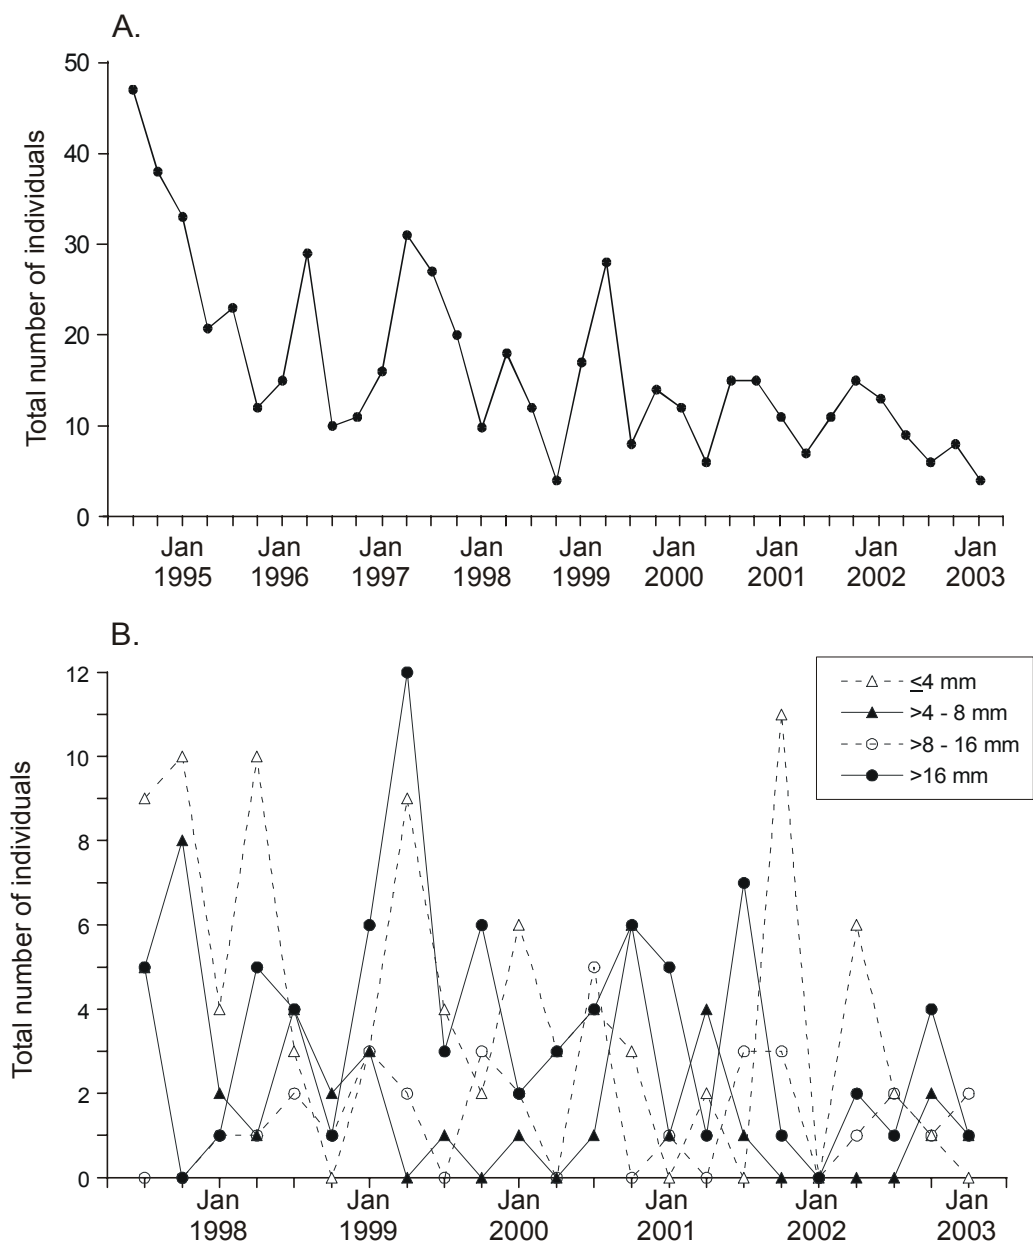 A.
50
40
30
20
10
0
Total number of individuals
Jan Jan Jan Jan Jan Jan Jan Jan Jan
1995 1996 1997 1998 1999 2000 2001 2002 2003
B.
12
10
8
6
4
2
0
Total number of individuals
≤4 mm
>4 - 8 mm
>8 - 16 mm
>16 mm
Jan Jan Jan Jan Jan Jan
1998 1999 2000 2001 2002 2003